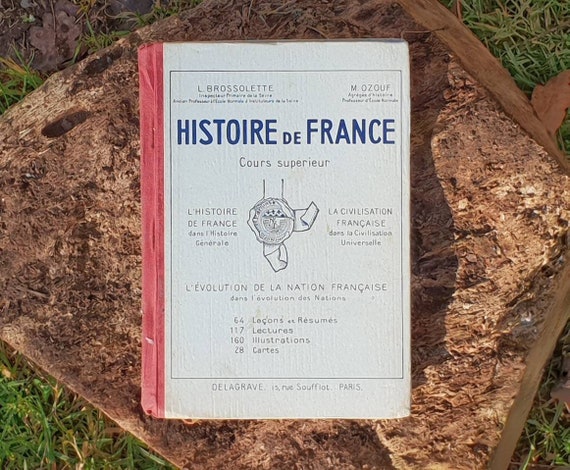 L. BROSSOLETTE M. OZOUF
Inspecteur Primaire de la Seine Agrégée d'histoire
Ancien Professeur à l'École Normale d'Instituteurs de la Seine Professeur d'École Normale
HISTOIRE DE FRANCE
Cours superieur
L'HISTOIRE
DE FRANCE
dans l'Histoire
Générale
LA CIVILISATION
FRANÇAISE
dans la Civilisation
Universelle
L'ÉVOLUTION DE LA NATION FRANÇAISE
dans l'évolution des Nations
64 Leçons et Résumés
117 Lectures
160 Illustrations
28 Cartes
DELAGRAVE, 15, rue Soufflot _ PARIS.